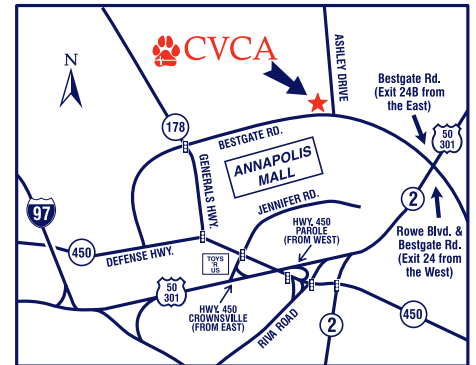 N
CVCA
ASHLEY DRIVE
Bestgate Rd.
(Exit 24B from
the East)
178
BESTGATE RD.
50
301
GENERALS HWY.
ANNAPOLIS
MALL
97
JENNIFER RD.
2
450
DEFENSE HWY.
HWY. 450
PAROLE
(FROM WEST)
Rowe Blvd. &
Bestgate Rd.
(Exit 24 from
the West)
TOYS
'R
US
50
301
HWY. 450
CROWNSVILLE
(FROM EAST)
RIVA ROAD
2
450